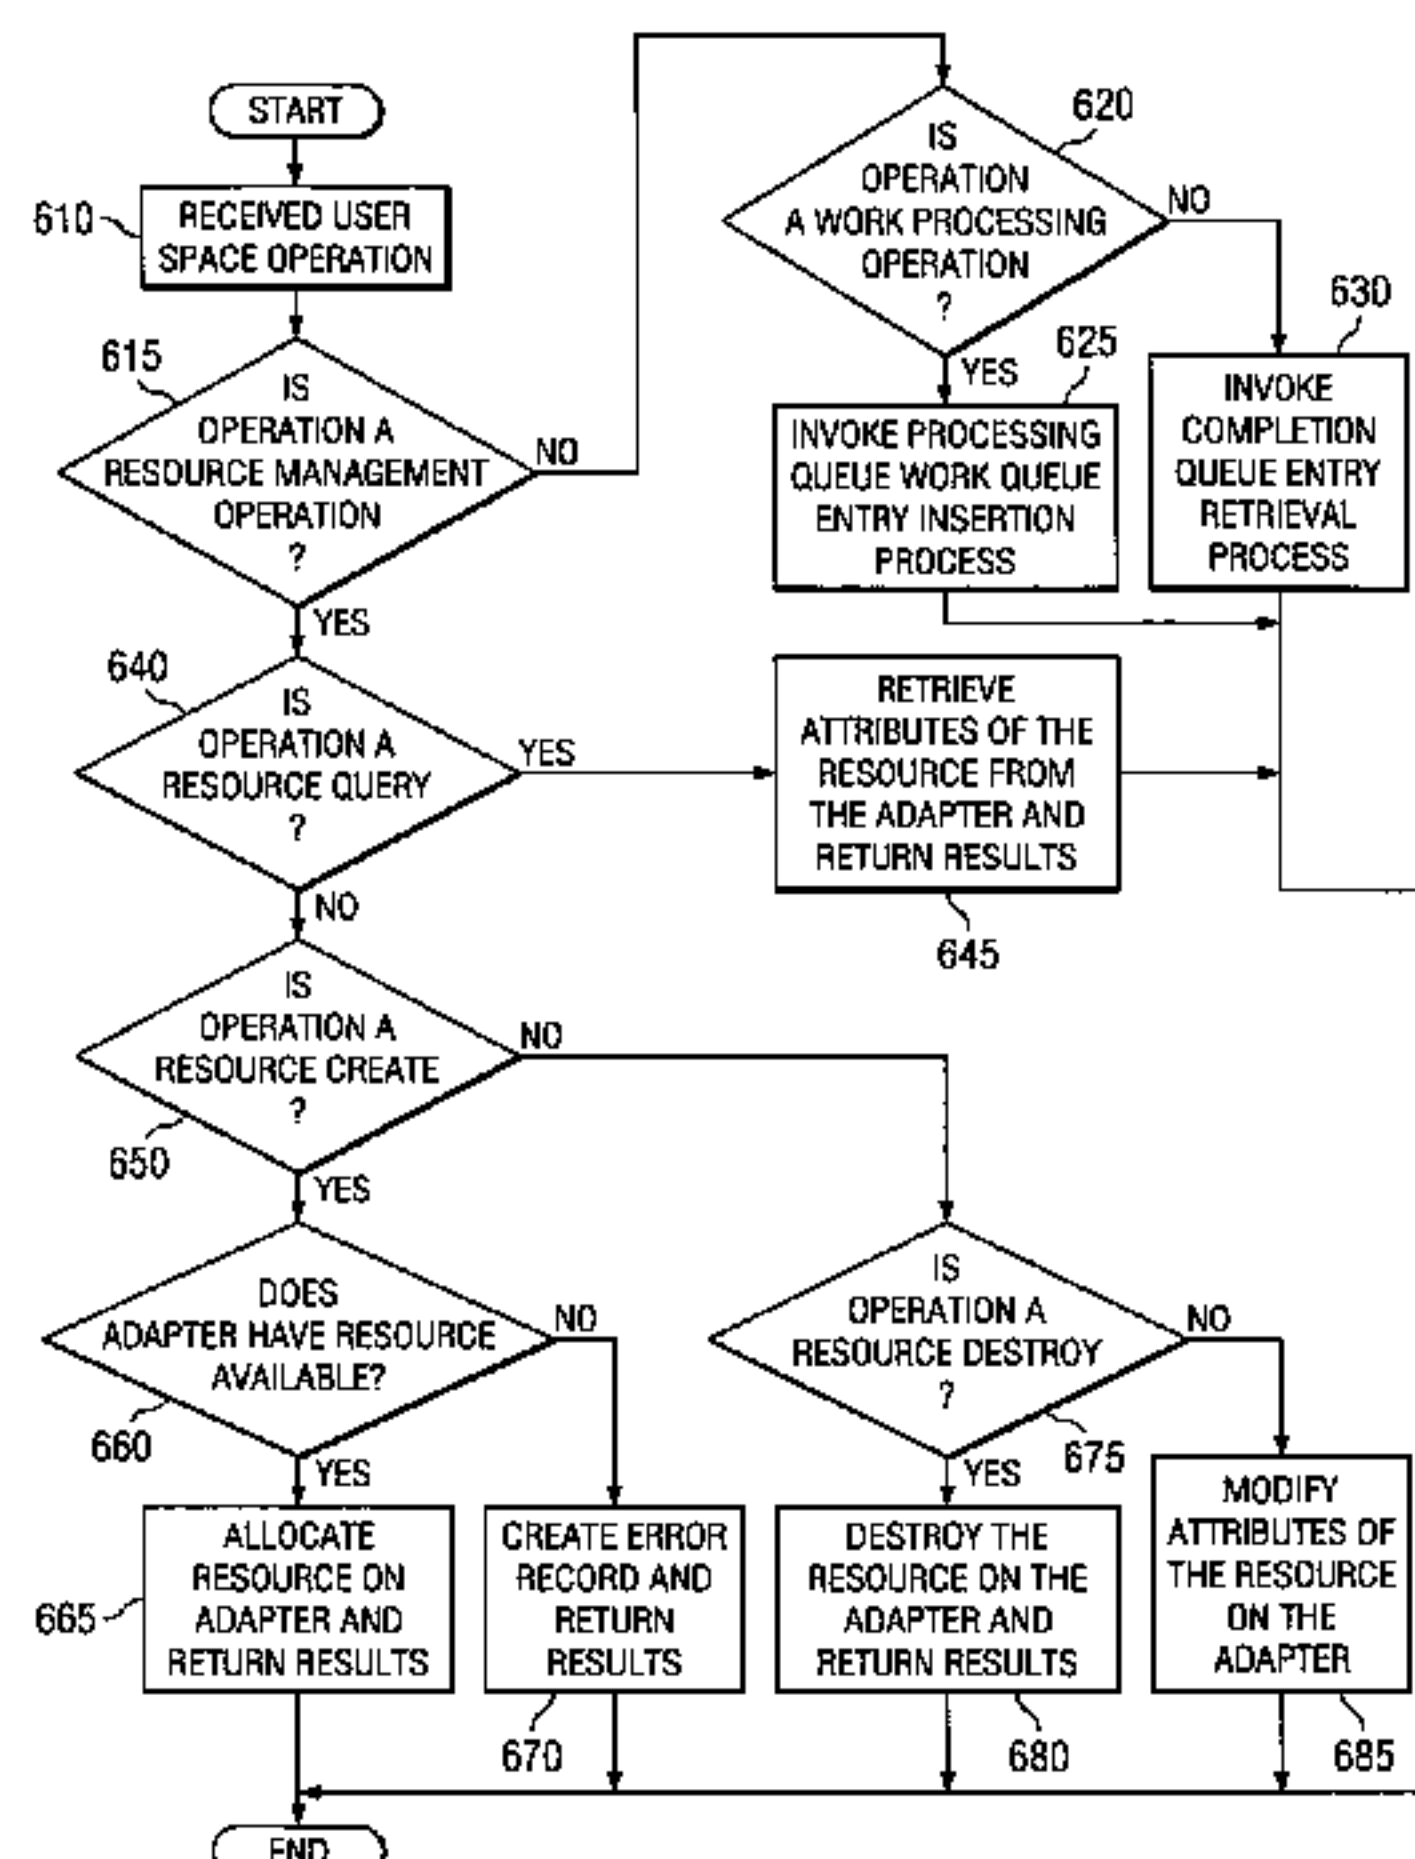 START
610
RECEIVED USER
SPACE OPERATION
615
IS
OPERATION A
RESOURCE MANAGEMENT
OPERATION
?
NO
YES
620
IS
OPERATION
A WORK PROCESSING
OPERATION
?
NO
YES
625
INVOKE PROCESSING
QUEUE WORK QUEUE
ENTRY INSERTION
PROCESS
630
INVOKE
COMPLETION
QUEUE ENTRY
RETRIEVAL
PROCESS
640
IS
OPERATION A
RESOURCE QUERY
?
YES
NO
RETRIEVE
ATTRIBUTES OF THE
RESOURCE FROM
THE ADAPTER AND
RETURN RESULTS
645
IS
OPERATION A
RESOURCE CREATE
?
NO
650
YES
DOES
ADAPTER HAVE RESOURCE
AVAILABLE?
NO
660
YES
IS
OPERATION A
RESOURCE DESTROY
?
NO
675
YES
665
ALLOCATE
RESOURCE ON
ADAPTER AND
RETURN RESULTS
CREATE ERROR
RECORD AND
RETURN
RESULTS
670
DESTROY THE
RESOURCE ON THE
ADAPTER AND
RETURN RESULTS
680
MODIFY
ATTRIBUTES OF
THE RESOURCE
ON THE
ADAPTER
685
END